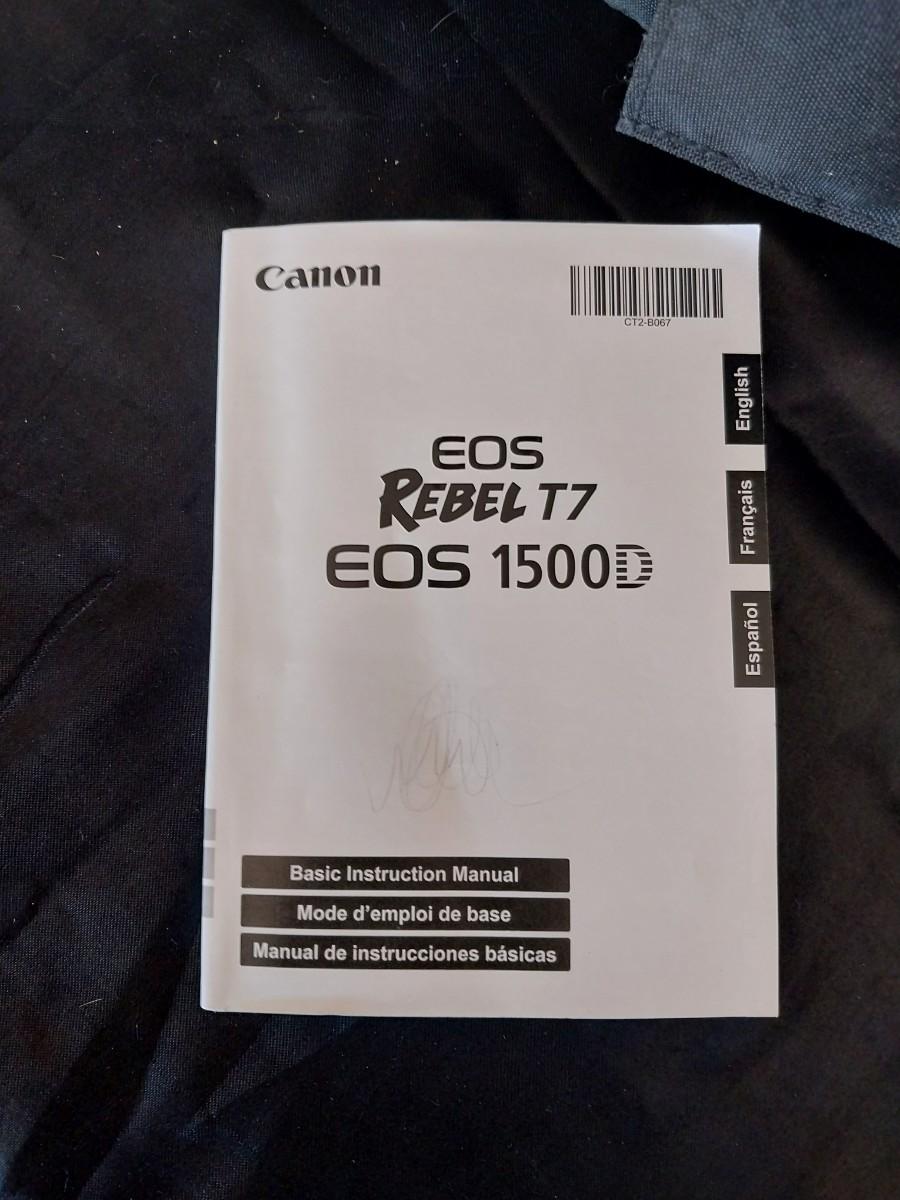 Canon
CT2-B067
English
EOS
REBEL T7
EOS 1500D
Français
Español
Basic Instruction Manual
Mode d'emploi de base
Manual de instrucciones básicas